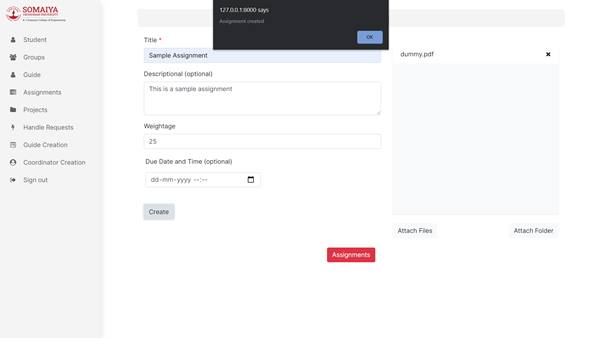 SOMAIYA
VIDYAVIHAR UNIVERSITY
K J Somaiya College of Engineering
127.0.0.1:8000 says
Assignment created
OK
Student
Groups
Guide
Assignments
Projects
Handle Requests
Guide Creation
Coordinator Creation
Sign out
Title *
Sample Assignment
Descriptional (optional)
This is a sample assignment
Weightage
25
Due Date and Time (optional)
dd-mm-yyyy --:--
Create
Assignments
dummy.pdf
Attach Files
Attach Folder